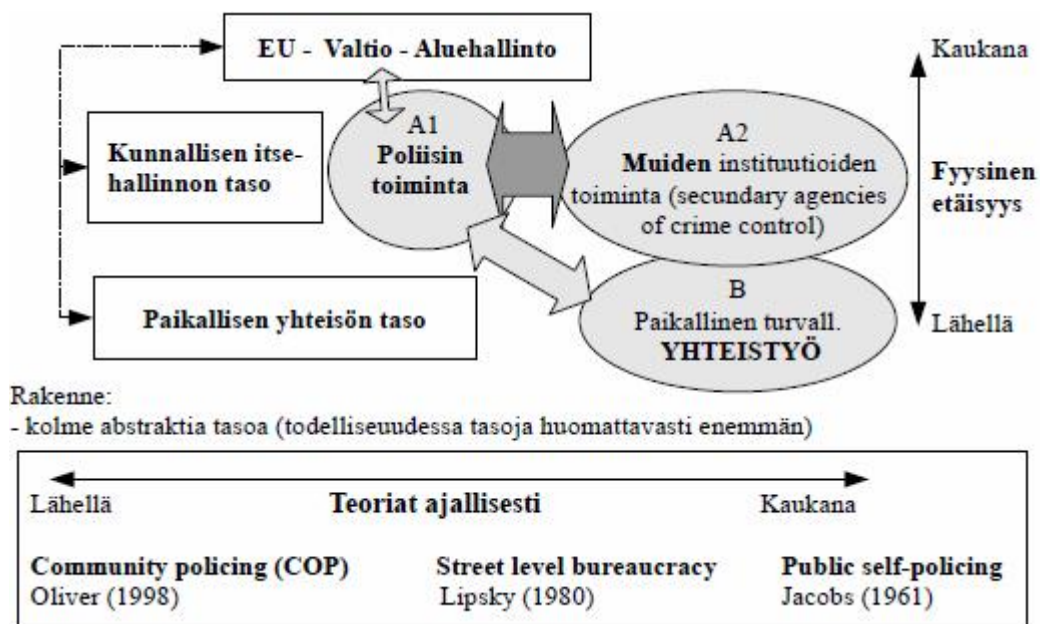 EU - Valtio - Aluehallinto
Kaukana
A1
Poliisin
toiminta
A2
Muiden instituutioiden
toiminta (secundary agencies
of crime control)
Kunnallisen itse-
hallinnon taso
Fyysinen
etäisyys
B
Paikallinen turvall.
YHTEISTYÖ
Paikallisen yhteisön taso
Lähellä
Rakenne:
- kolme abstraktia tasoa (todelliseuudessa tasoja huomattavasti enemmän)
Lähellä Teoriat ajallisesti Kaukana
Community policing (COP) Street level bureaucracy Public self-policing
Oliver (1998) Lipsky (1980) Jacobs (1961)